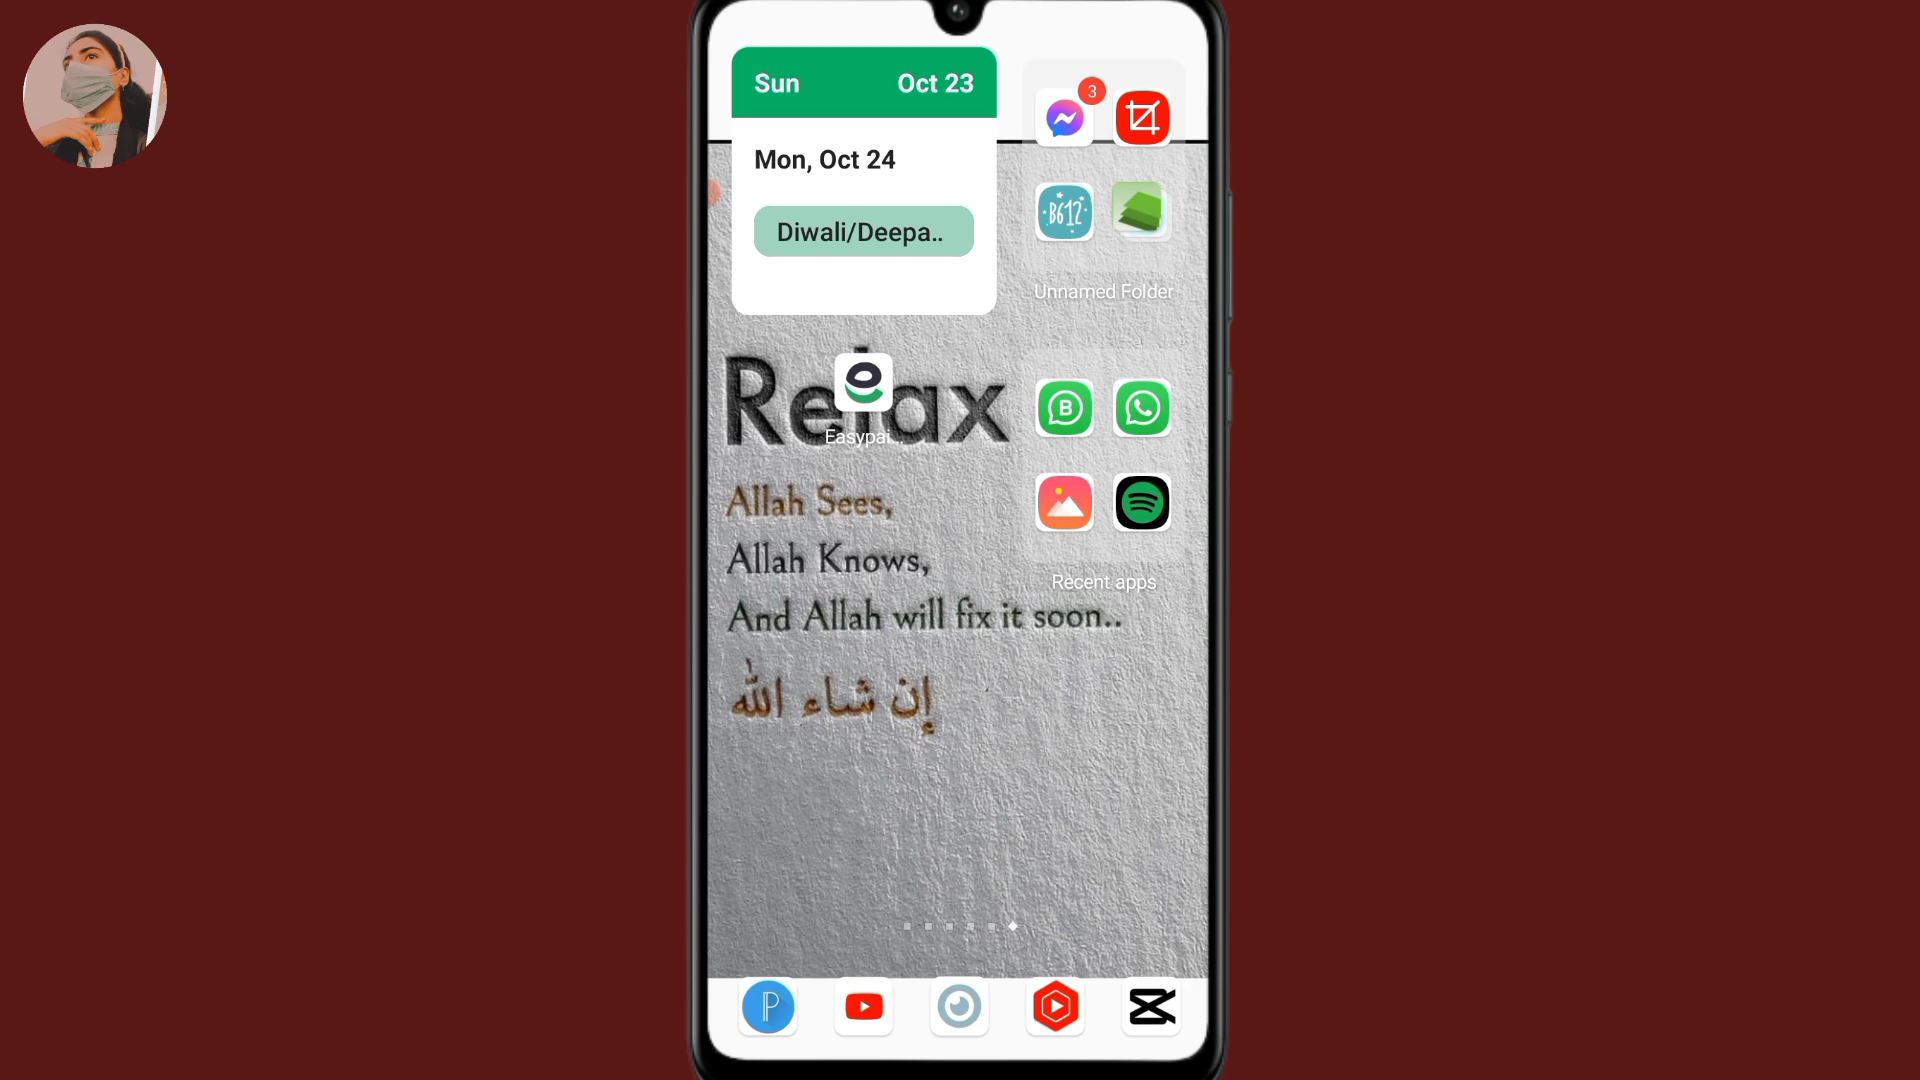 Sun Oct 23
Mon, Oct 24
Diwali/Deepa..
3
B612
Unnamed Folder
Relax
Easypai...
B
Allah Sees,
Allah Knows,
Recent apps
And Allah will fix it soon..
إن شاء الله
P